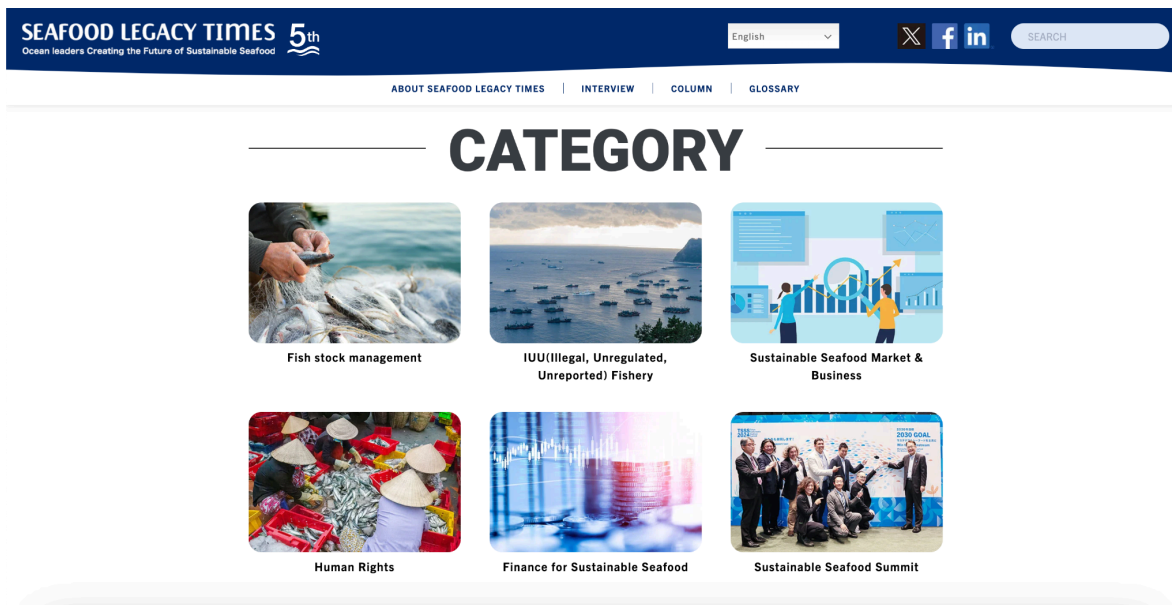 SEAFOOD LEGACY TIMES 5th
Ocean leaders Creating the Future of Sustainable Seafood
English
SEARCH
ABOUT SEAFOOD LEGACY TIMES
INTERVIEW
COLUMN
GLOSSARY
CATEGORY
Fish stock management
IUU(Illegal, Unregulated,
Unreported) Fishery
Sustainable Seafood Market &
Business
2030 GOAL
Human Rights
Finance for Sustainable Seafood
Sustainable Seafood Summit